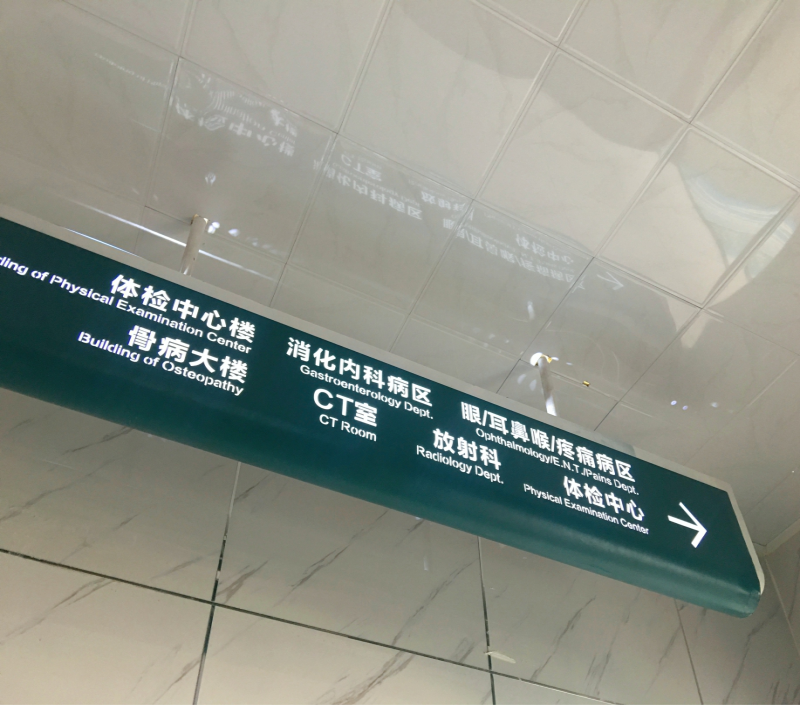 体检中心楼
ding of Physical Examination Center
骨病大楼
Building of Osteopathy
消化内科病区
Gastroenterology Dept.
CT室
CT Room
眼/耳鼻喉/疼痛病区
Ophthalmology/E.N.T./Pains Dept.
放射科
Radiology Dept.
体检中心
Physical Examination Center